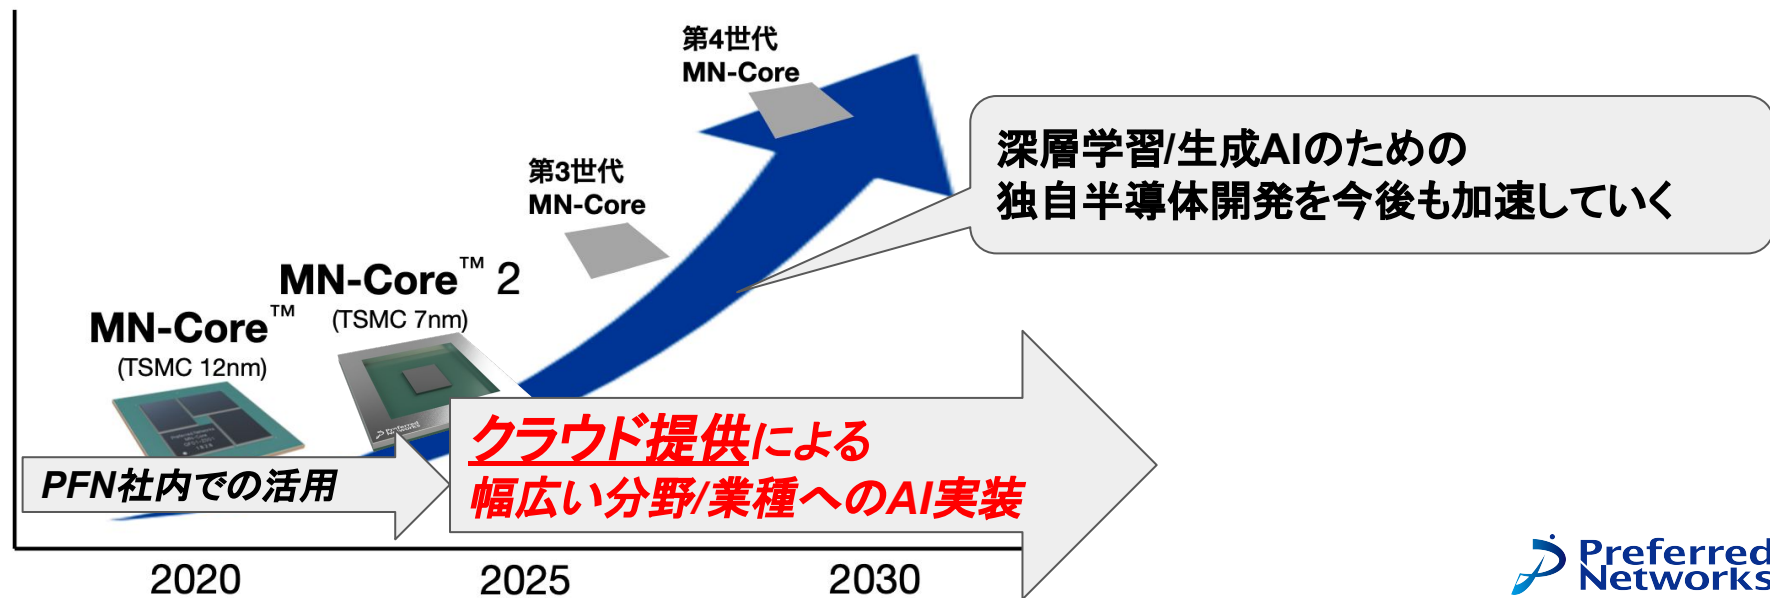 第4世代
MN-Core
第3世代
MN-Core
深層学習/生成AIのための
独自半導体開発を今後も加速していく
MN-Core™ 2
(TSMC 7nm)
MN-Core™
(TSMC 12nm)
Preferred
Networks
PFN社内での活用
クラウド提供による
幅広い分野/業種へのAI実装
2020
2025
2030
Preferred
Networks